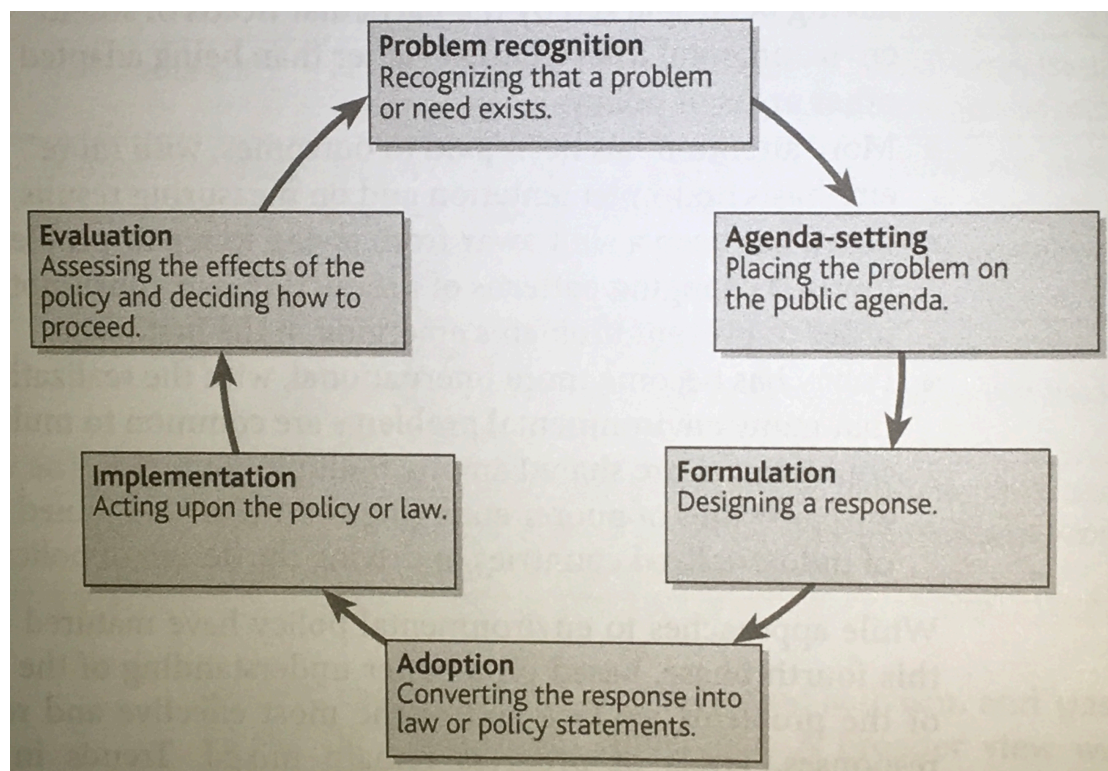 Problem recognition
Recognizing that a problem
or need exists.
Agenda-setting
Placing the problem on
the public agenda.
Formulation
Designing a response.
Adoption
Converting the response into
law or policy statements.
Implementation
Acting upon the policy or law.
Evaluation
Assessing the effects of the
policy and deciding how to
proceed.